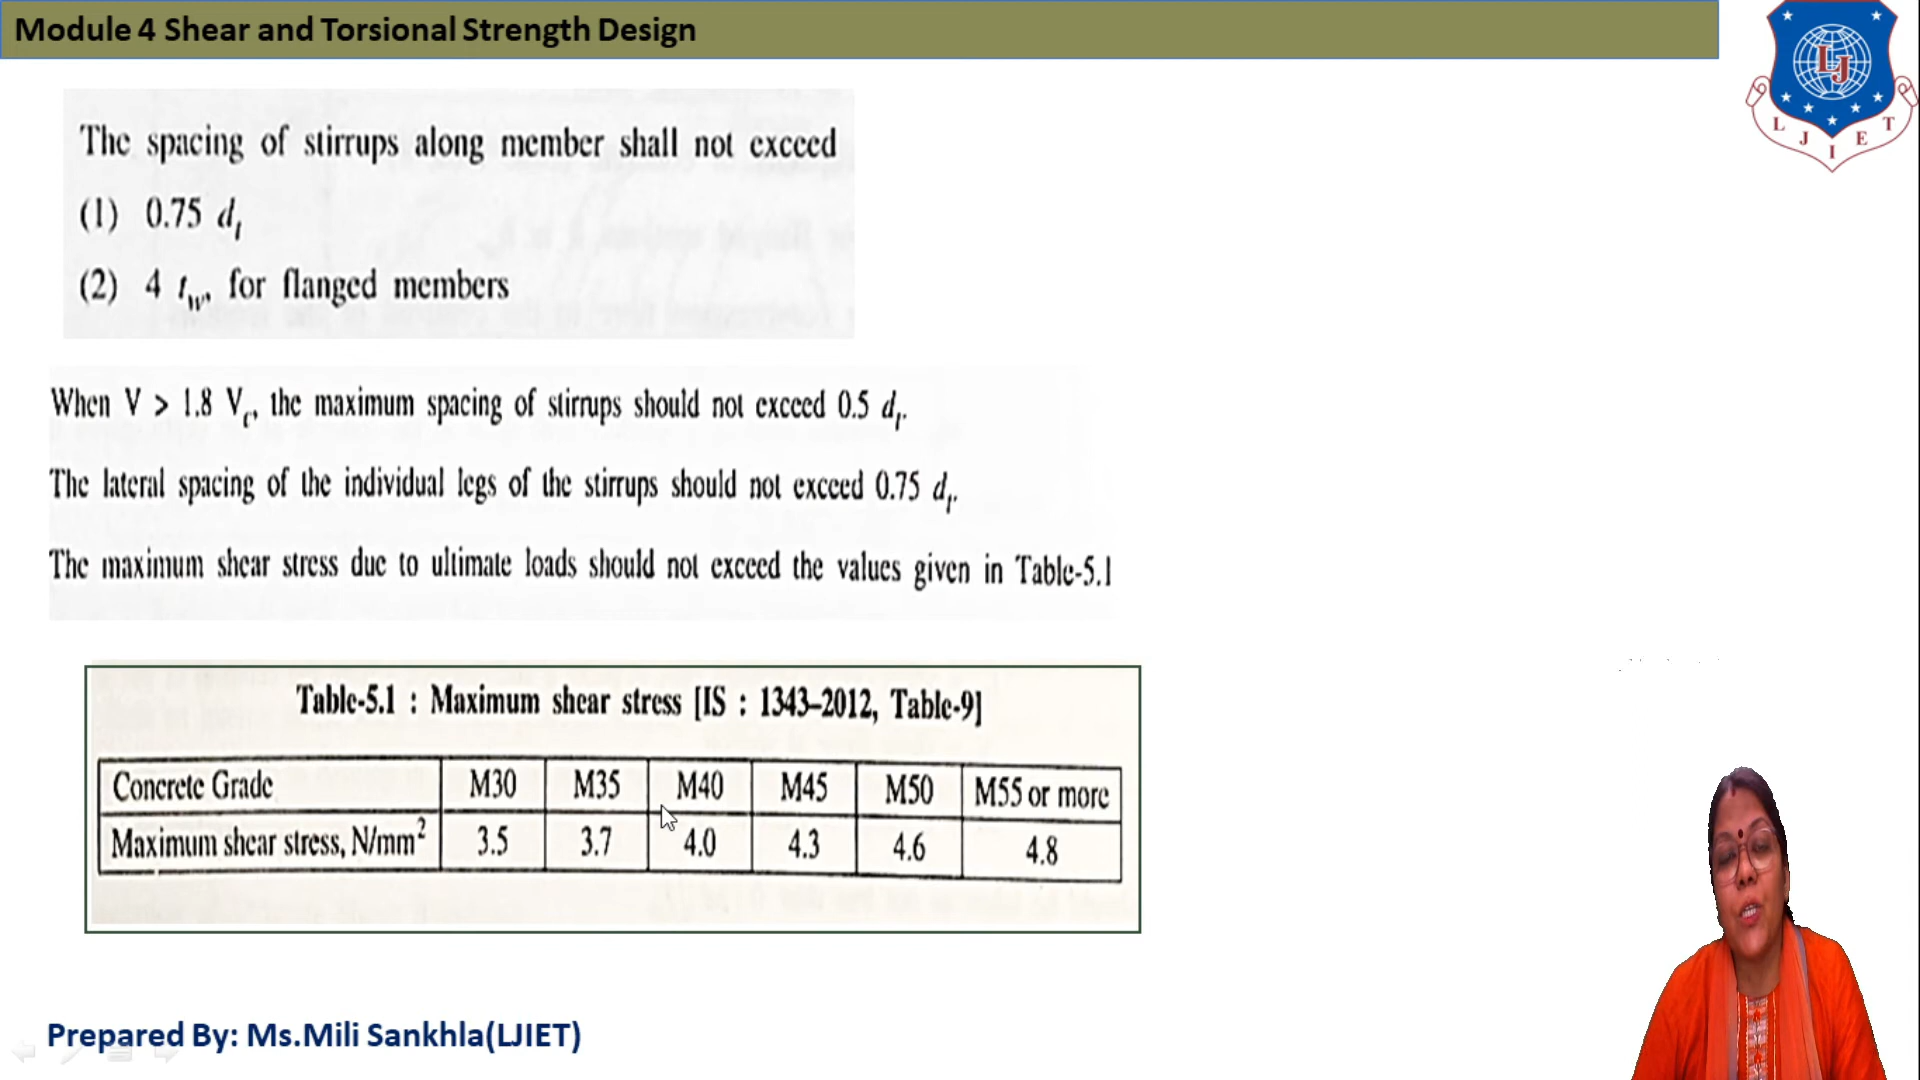 Module 4 Shear and Torsional Strength Design
L J I E T
LJ
The spacing of stirrups along member shall not exceed
(1) 0.75 dt
(2) 4 tw, for flanged members
When V > 1.8 Vc, the maximum spacing of stirrups should not exceed 0.5 dt.
The lateral spacing of the individual legs of the stirrups should not exceed 0.75 dt.
The maximum shear stress due to ultimate loads should not exceed the values given in Table-5.1
Table-5.1 : Maximum shear stress [IS : 1343–2012, Table-9]
Concrete Grade M30 M35 M40 M45 M50 M55 or more
Maximum shear stress, N/mm² 3.5 3.7 4.0 4.3 4.6 4.8
Prepared By: Ms.Mili Sankhla(LJIET)